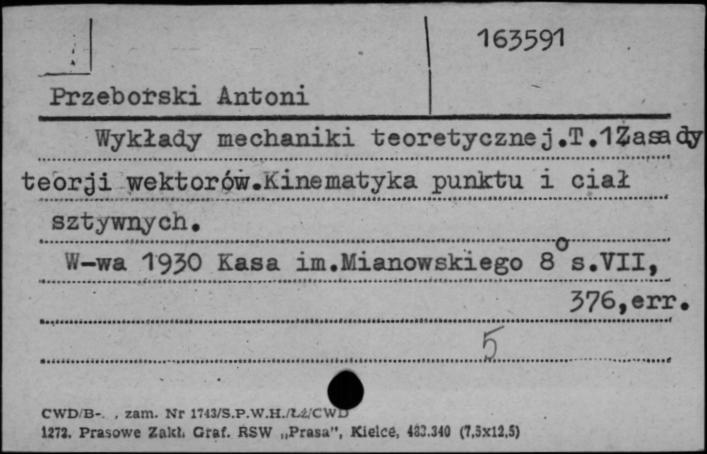 163591
Przeborski Antoni
Wykłady mechaniki teoretycznej.T.1Zasady
teorji wektorów.Kinematyka punktu i ciał
sztywnych.
W-wa 1930 Kasa im.Mianowskiego 8° s.VII,
376,err.
5
CWD/B- . , zam. Nr 1743/S.P.W.H./Łź/CWD
1272. Prasowe Zakł. Graf. RSW „Prasa", Kielce, 483.340 (7,5x12,5)